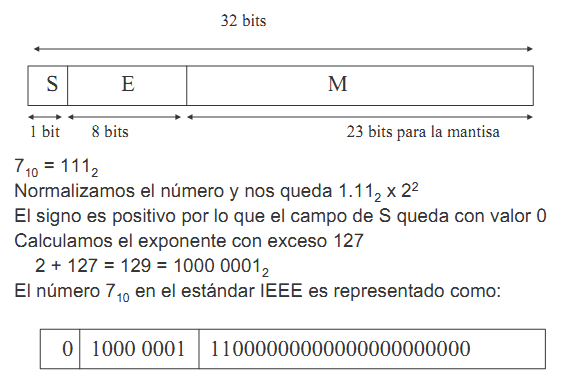 32 bits
S E M
1 bit 8 bits 23 bits para la mantisa
7₁₀ = 111₂
Normalizamos el número y nos queda 1.11₂ x 2²
El signo es positivo por lo que el campo de S queda con valor 0
Calculamos el exponente con exceso 127
2 + 127 = 129 = 1000 0001₂
El número 7₁₀ en el estándar IEEE es representado como:
0 1000 0001 11000000000000000000000